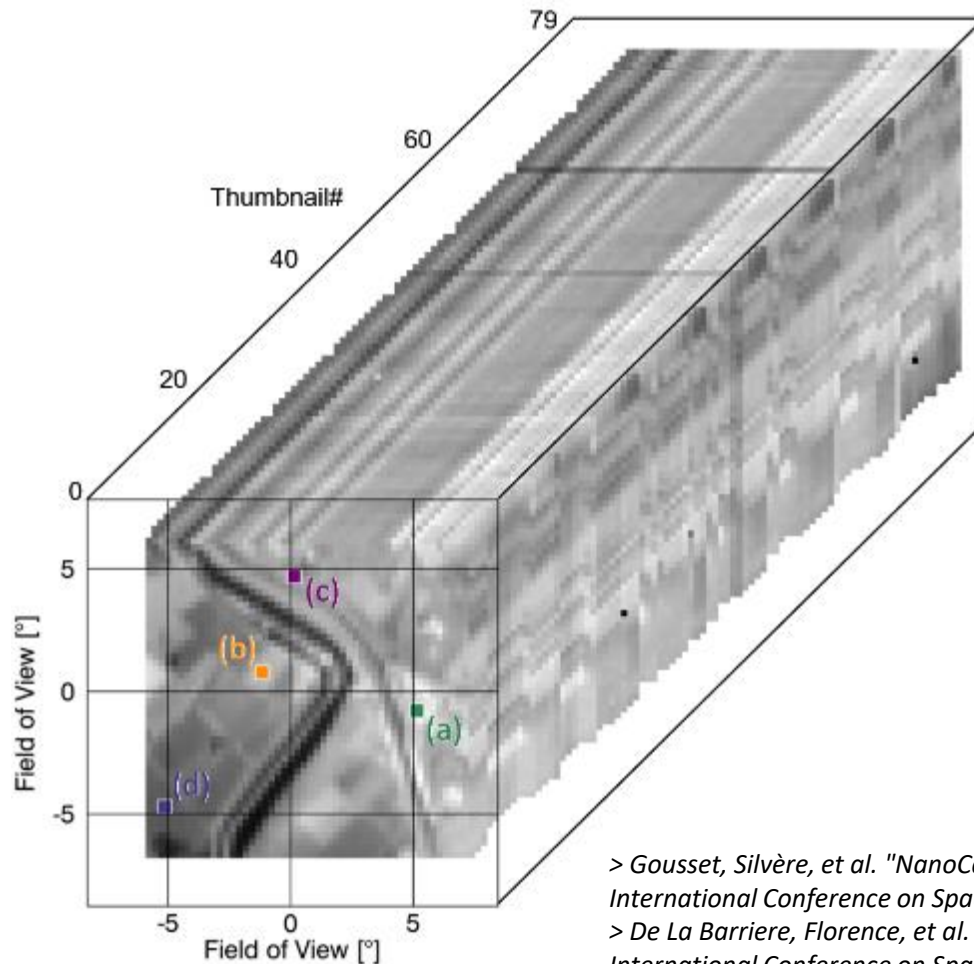 79
60
Thumbnail#
40
20
0
5
(c)
(b)
0
(a)
(d)
-5
-5 0 5
Field of View [°]
Field of View [°]
> Gousset, Silvère, et al. "NanoCa
International Conference on Spa
> De La Barriere, Florence, et al.
International Conference on Spa